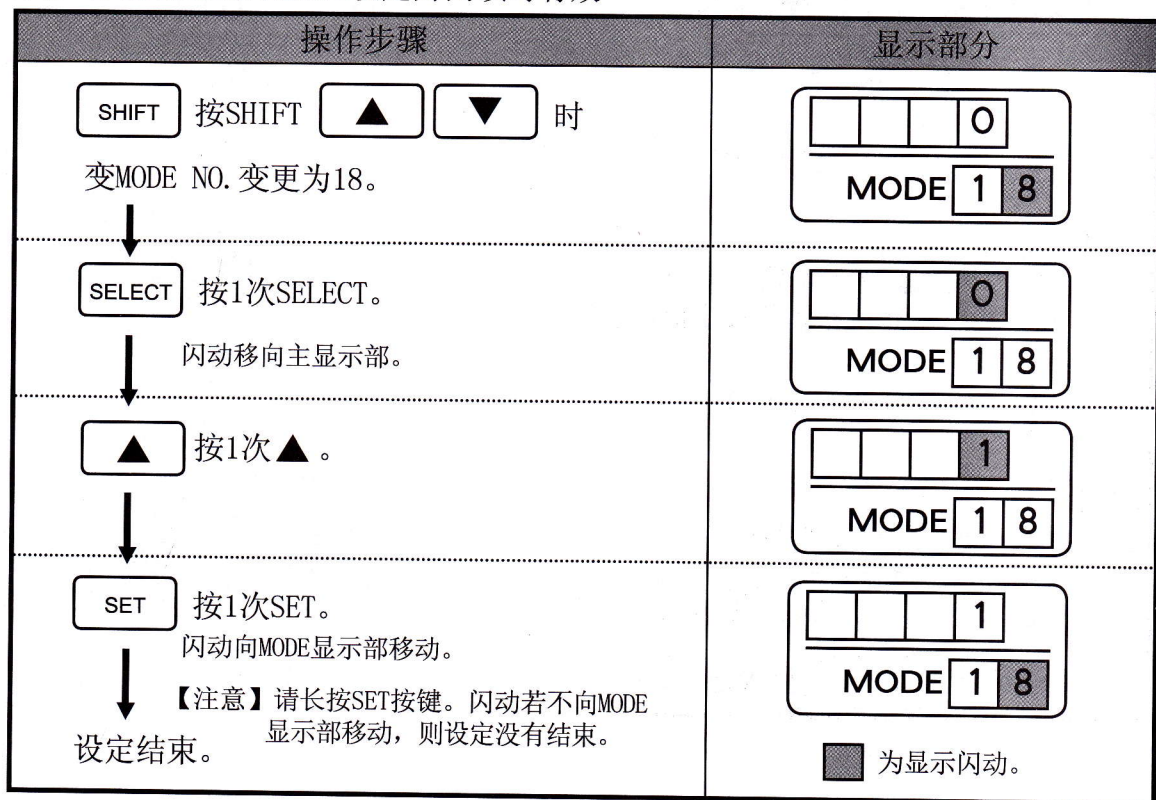 操作步骤
显示部分
SHIFT 按SHIFT ▲ ▼ 时
变MODE NO.变更为18。
0
MODE 1 8
SELECT 按1次SELECT。
闪动移向主显示部。
0
MODE 1 8
▲ 按1次▲。
1
MODE 1 8
SET 按1次SET。
闪动向MODE显示部移动。
【注意】请长按SET按键。闪动若不向MODE
显示部移动，则设定没有结束。
设定结束。
1
MODE 1 8
为显示闪动。